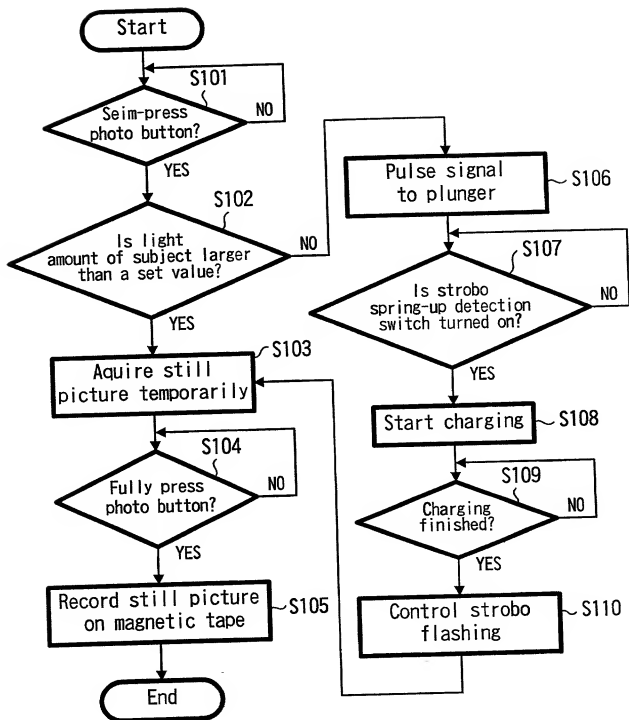 Start
S101
Seim-press
photo button?
NO
YES
S102
Is light
amount of subject larger
than a set value?
NO
YES
S103
Aquire still
picture temporarily
S104
Fully press
photo button?
NO
YES
Record still picture
on magnetic tape
S105
End
Pulse signal
to plunger
S106
S107
Is strobo
spring-up detection
switch turned on?
NO
YES
Start charging
S108
S109
Charging
finished?
NO
YES
Control strobo
flashing
S110